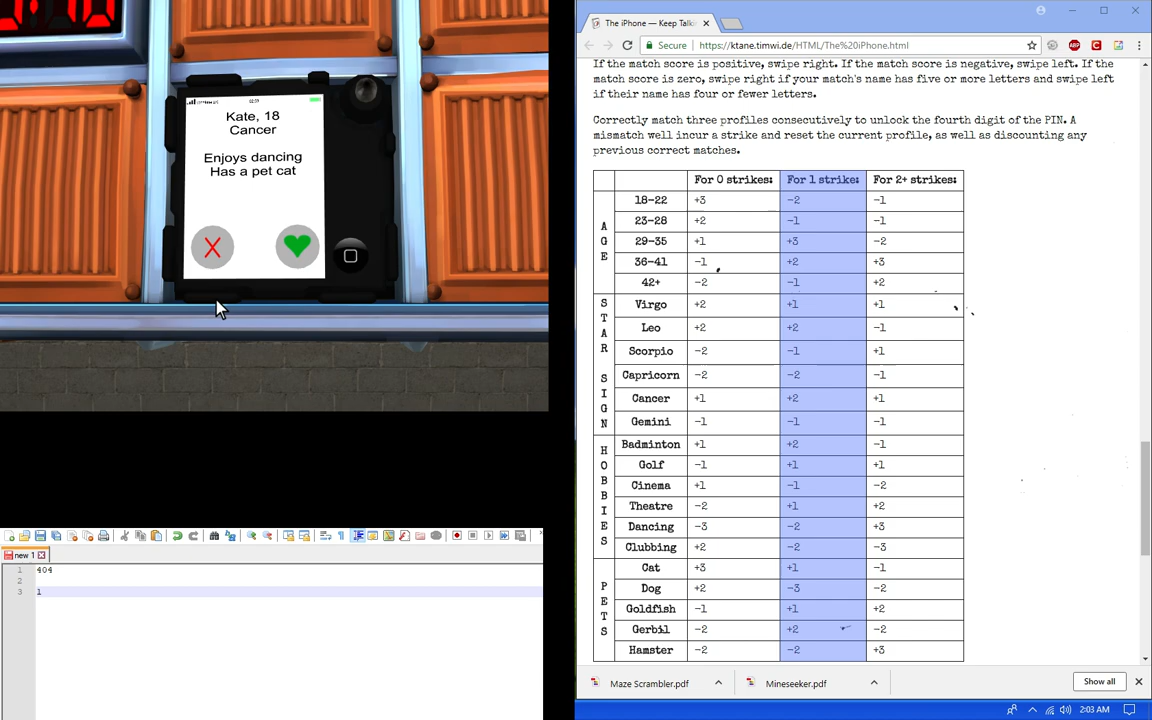 02:59
Kate, 18
Cancer
Enjoys dancing
Has a pet cat
X
new 1
1 404
2
3 1
The iPhone — Keep Talki
Secure https://ktane.timwi.de/HTML/The%20iPhone.html
If the match score is positive, swipe right. If the match score is negative, swipe left. If the
match score is zero, swipe right if your match's name has five or more letters and swipe left
if their name has four or fewer letters.
Correctly match three profiles consecutively to unlock the fourth digit of the PIN. A
mismatch well incur a strike and reset the current profile, as well as discounting any
previous correct matches.
For 0 strikes: For 1 strike: For 2+ strikes:
AGE
18-22 +3 -2 -1
23-28 +2 -1 -1
29-35 +1 +3 -2
36-41 -1 +2 +3
42+ -2 -1 +2
STAR SIGN
Virgo +2 +1 +1
Leo +2 +2 -1
Scorpio -2 -1 +1
Capricorn -2 -2 -1
Cancer +1 +2 +1
Gemini -1 -1 -1
HOBBIES
Badminton +1 +2 -1
Golf -1 +1 +1
Cinema +1 -1 -2
Theatre -2 +1 +2
Dancing -3 -2 +3
Clubbing +2 -2 -3
PETS
Cat +3 +1 -1
Dog +2 -3 -2
Goldfish -1 +1 +2
Gerbil -2 +2 -2
Hamster -2 -2 +3
Maze Scrambler.pdf Mineseeker.pdf Show all
2:03 AM